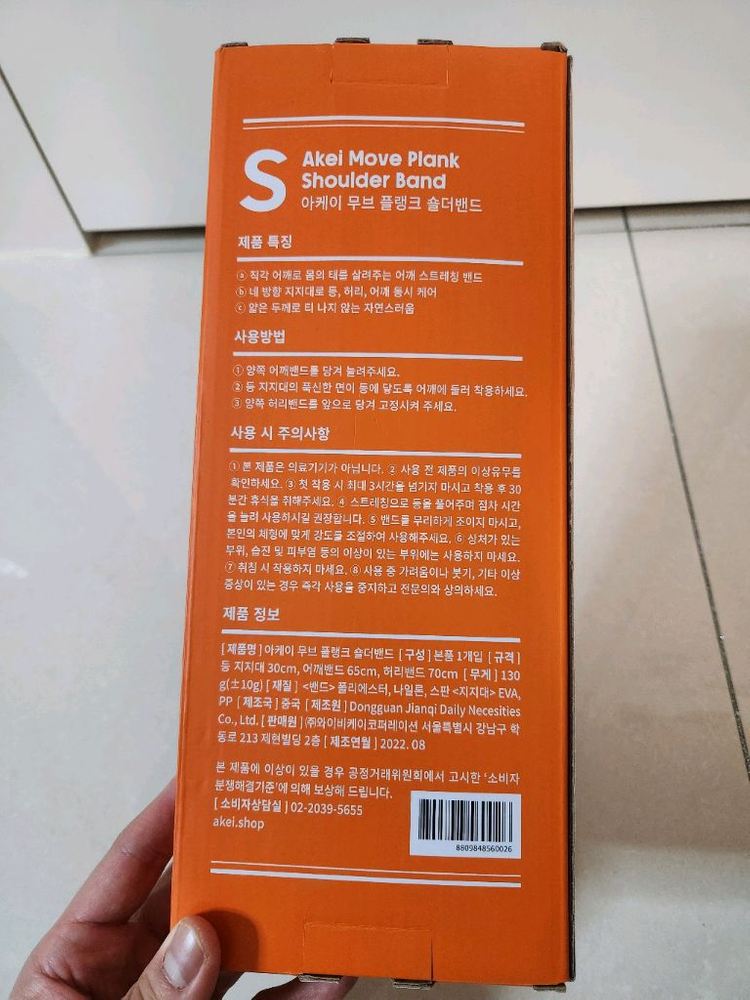 S
Akei Move Plank
Shoulder Band
아케이 무브 플랭크 숄더밴드
제품 특징
ⓐ 직각 어깨로 몸의 태를 살려주는 어깨 스트레칭 밴드
ⓑ 네 방향 지지대로 등, 허리, 어깨 동시 케어
ⓒ 얇은 두께로 티 나지 않는 자연스러움
사용방법
① 양쪽 어깨밴드를 당겨 늘려주세요.
② 등 지지대의 푹신한 면이 등에 닿도록 어깨에 둘러 착용하세요.
③ 양쪽 허리밴드를 앞으로 당겨 고정시켜 주세요.
사용 시 주의사항
① 본 제품은 의료기기가 아닙니다. ② 사용 전 제품의 이상유무를
확인하세요. ③ 첫 착용 시 최대 3시간을 넘기지 마시고 착용 후 30
분간 휴식을 취해주세요. ④ 스트레칭으로 등을 풀어주며 점차 시간
을 늘려 사용하시길 권장합니다. ⑤ 밴드를 무리하게 조이지 마시고,
본인의 체형에 맞게 강도를 조절하여 사용해주세요. ⑥ 상처가 있는
부위, 습진 및 피부염 등의 이상이 있는 부위에는 사용하지 마세요.
⑦ 취침 시 착용하지 마세요. ⑧ 사용 중 가려움이나 붓기, 기타 이상
증상이 있는 경우 즉각 사용을 중지하고 전문의와 상의하세요.
제품 정보
[ 제품명 ] 아케이 무브 플랭크 숄더밴드 [ 구성 ] 본품 1개입 [ 규격 ]
등 지지대 30cm, 어깨밴드 65cm, 허리밴드 70cm [ 무게 ] 130
g(±10g) [ 재질 ] <밴드> 폴리에스터, 나일론, 스판 <지지대> EVA,
PP [ 제조국 ] 중국 [ 제조원 ] Dongguan Jianqi Daily Necesities
Co., Ltd. [ 판매원 ] ㈜와이비케이코퍼레이션 서울특별시 강남구 학
동로 213 제현빌딩 2층 [ 제조연월 ] 2022. 08
본 제품에 이상이 있을 경우 공정거래위원회에서 고시한 '소비자
분쟁해결기준'에 의해 보상해 드립니다.
[ 소비자상담실 ] 02-2039-5655
akei.shop
8809848560026